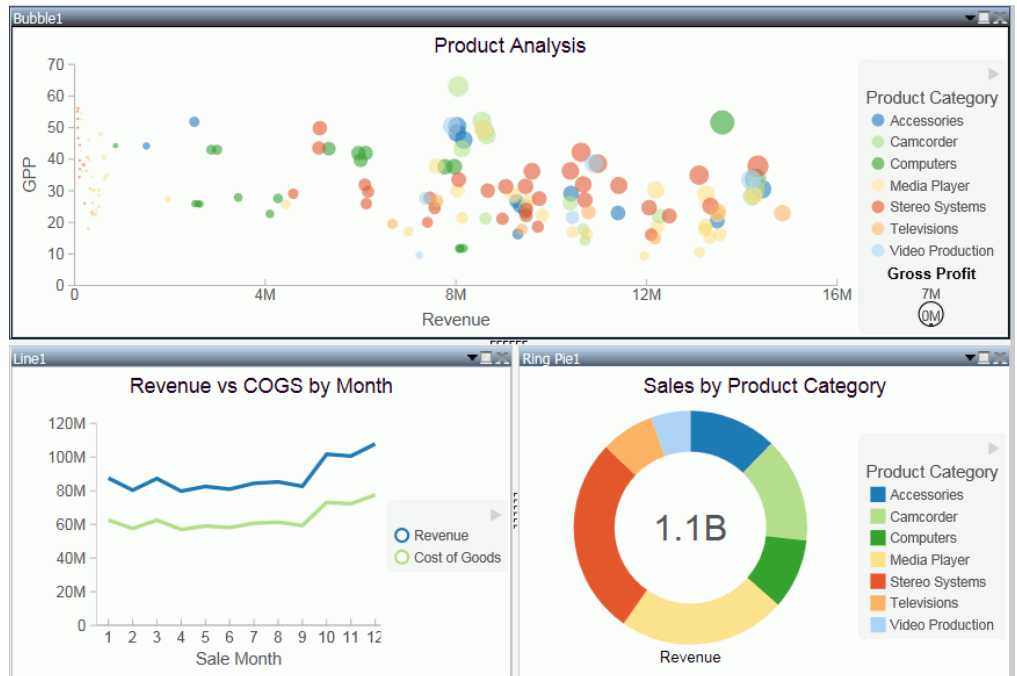 Bubble1
Product Analysis
70
60
50
40
30
20
10
0
GPP
0
4M
8M
12M
16M
Revenue
Product Category
Accessories
Camcorder
Computers
Media Player
Stereo Systems
Televisions
Video Production
Gross Profit
7M
0M
Line1
Revenue vs COGS by Month
120M
100M
80M
60M
40M
20M
0
1 2 3 4 5 6 7 8 9 10 11 12
Sale Month
Revenue
Cost of Goods
Ring Pie1
Sales by Product Category
1.1B
Revenue
Product Category
Accessories
Camcorder
Computers
Media Player
Stereo Systems
Televisions
Video Production